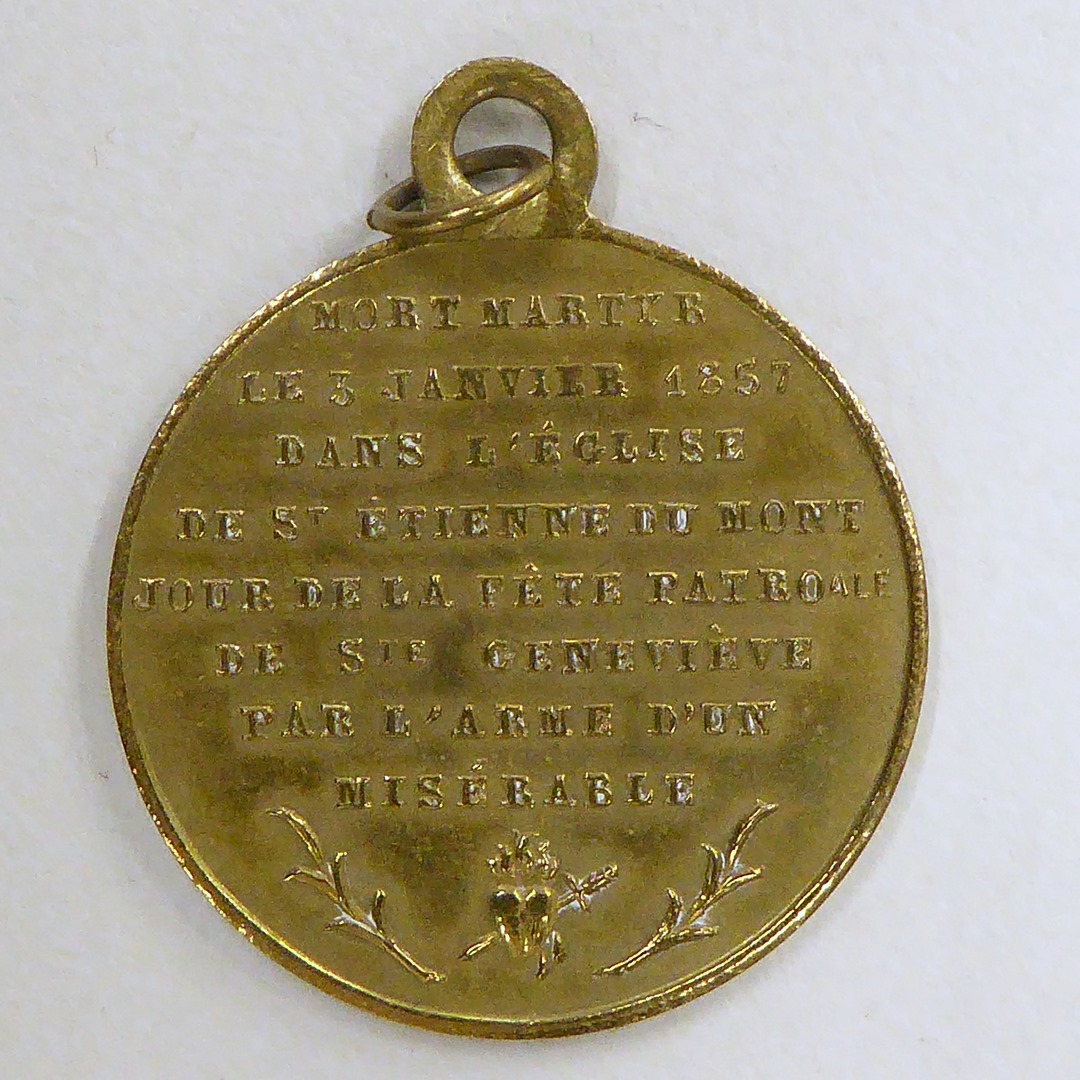 MORT MARTYR
LE 3 JANVIER 1857
DANS L'ÉGLISE
DE ST ÉTIENNE DU MONT
JOUR DE LA FÊTE PATROALE
DE STE GENEVIÈVE
PAR L'ARME D'UN
MISÉRABLE